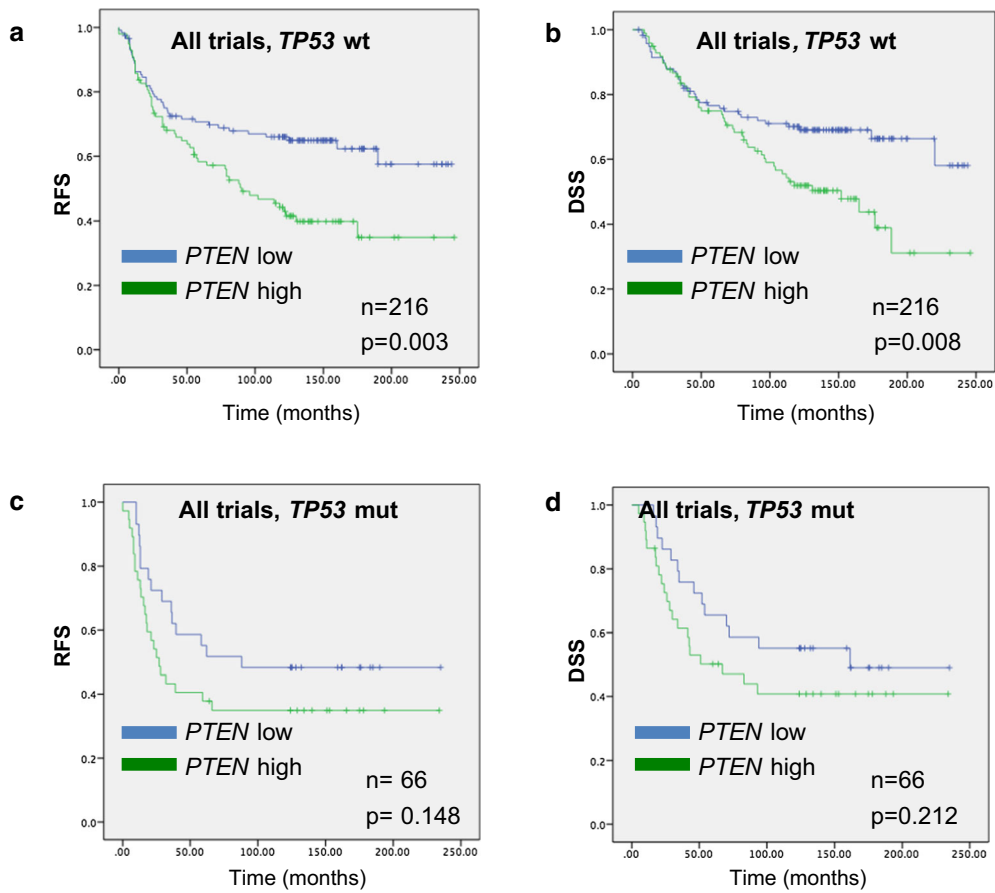 a
All trials, TP53 wt
RFS
1.0
0.8
0.6
0.4
0.2
0.0
PTEN low
PTEN high
n=216
p=0.003
.00 50.00 100.00 150.00 200.00 250.00
Time (months)
b
All trials, TP53 wt
DSS
1.0
0.8
0.6
0.4
0.2
0.0
PTEN low
PTEN high
n=216
p=0.008
.00 50.00 100.00 150.00 200.00 250.00
Time (months)
c
All trials, TP53 mut
RFS
1.0
0.8
0.6
0.4
0.2
0.0
PTEN low
PTEN high
n= 66
p= 0.148
.00 50.00 100.00 150.00 200.00 250.00
Time (months)
d
All trials, TP53 mut
DSS
1.0
0.8
0.6
0.4
0.2
0.0
PTEN low
PTEN high
n=66
p=0.212
.00 50.00 100.00 150.00 200.00 250.00
Time (months)